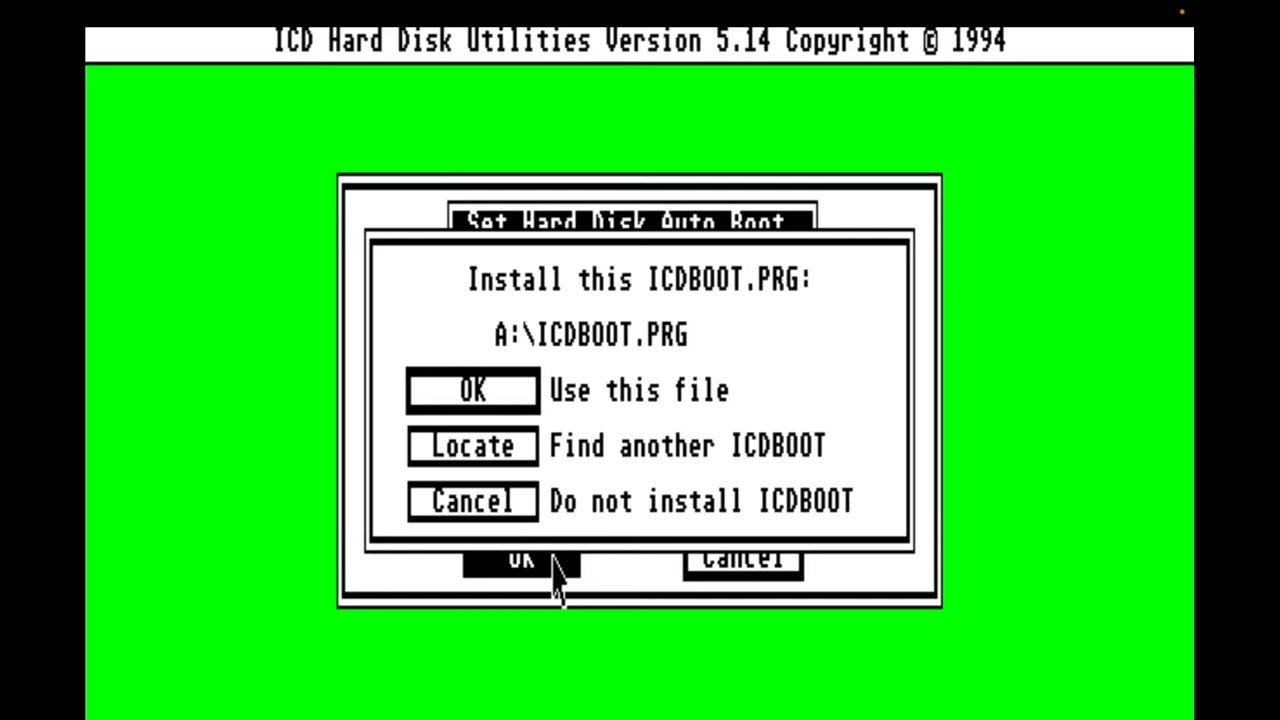 ICD Hard Disk Utilities Version 5.14 Copyright © 1994
Set Hard Disk Auto Boot
Install this ICDBOOT.PRG:
A:\ICDBOOT.PRG
OK Use this file
Locate Find another ICDBOOT
Cancel Do not install ICDBOOT
OK Cancel